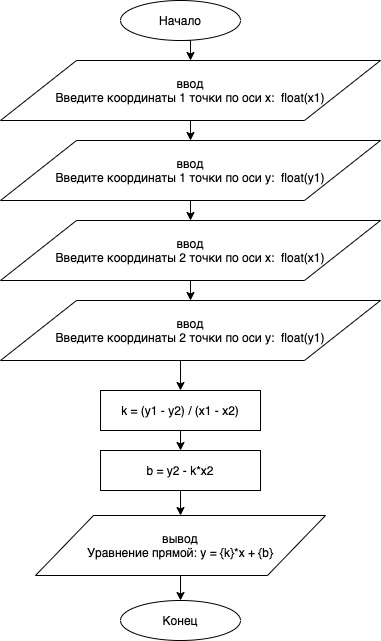 Начало
ввод
Введите координаты 1 точки по оси x: float(x1)
ввод
Введите координаты 1 точки по оси y: float(y1)
ввод
Введите координаты 2 точки по оси x: float(x1)
ввод
Введите координаты 2 точки по оси y: float(y1)
k = (y1 - y2) / (x1 - x2)
b = y2 - k*x2
вывод
Уравнение прямой: y = {k}*x + {b}
Конец